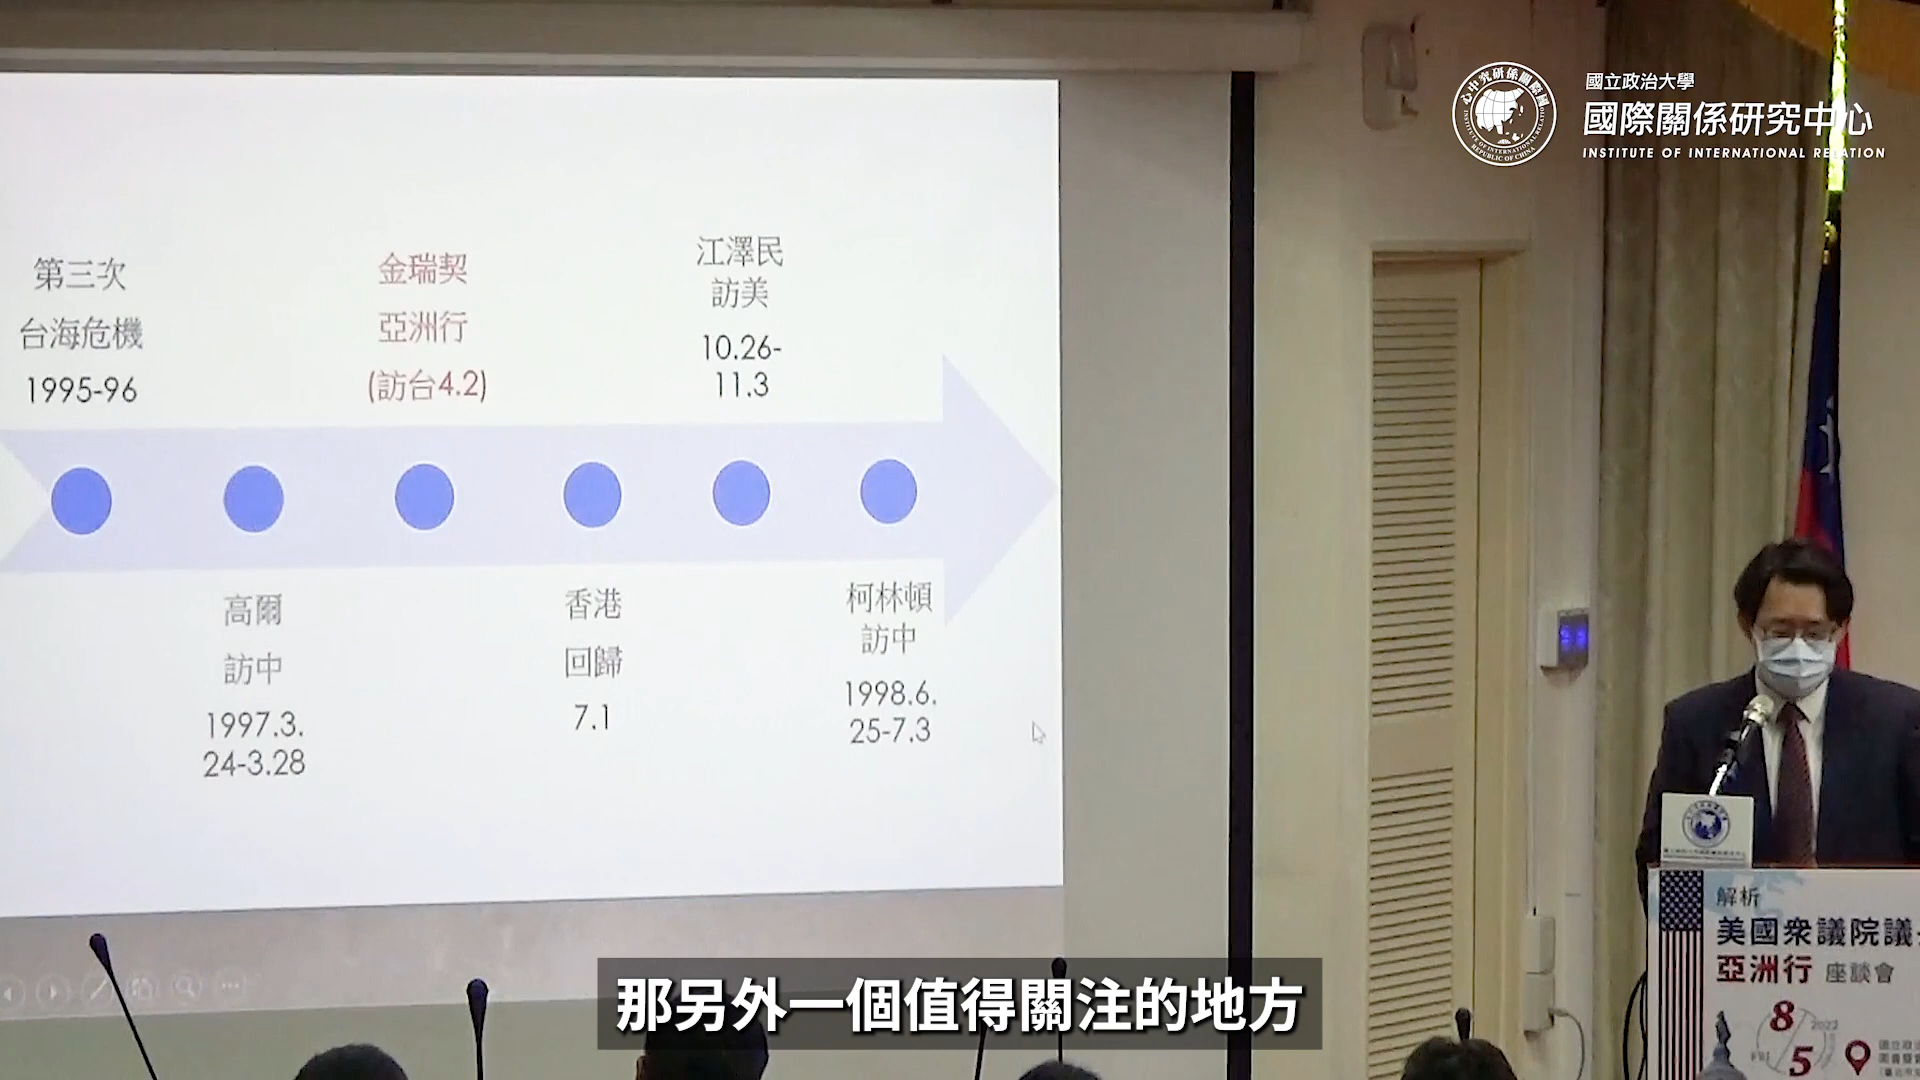 國立政治大學
國際關係研究中心
INSTITUTE OF INTERNATIONAL RELATION
第三次
台海危機
1995-96
金瑞契
亞洲行
(訪台4.2)
江澤民
訪美
10.26-
11.3
高爾
訪中
1997.3.
24-3.28
香港
回歸
7.1
柯林頓
訪中
1998.6.
25-7.3
解析
美國眾議院議
亞洲行 座談會
8
2022
FRI
5
那另外一個值得關注的地方